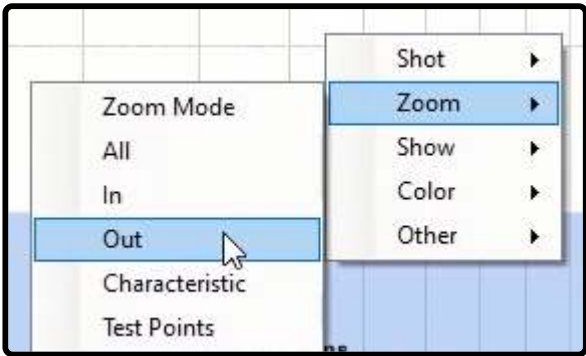 Shot
Zoom
Show
Color
Other
Zoom Mode
All
In
Out
Characteristic
Test Points